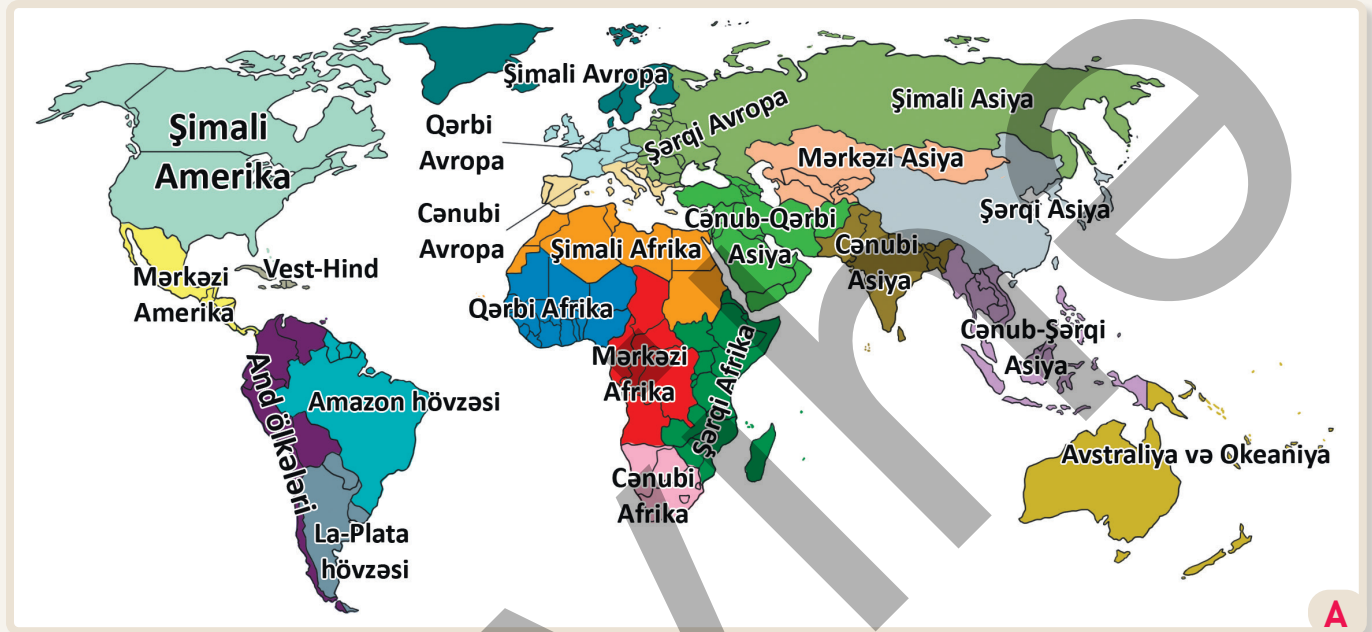 Şimali Avropa
Şimali Asiya
Şərqi Avropa
Şimali
Amerika
Qərbi
Avropa
Mərkəzi Asiya
Cənubi
Avropa
Şərqi Asiya
Cənub-Qərbi
Asiya
Şimali Afrika
Cənubi
Asiya
Vest-Hind
Mərkəzi
Amerika
Qərbi Afrika
Cənub-Şərqi
Asiya
Mərkəzi
Afrika
Şərqi Afrika
And ölkələri
Amazon hövzəsi
Avstraliya və Okeaniya
Cənubi
Afrika
La-Plata
hövzəsi
A